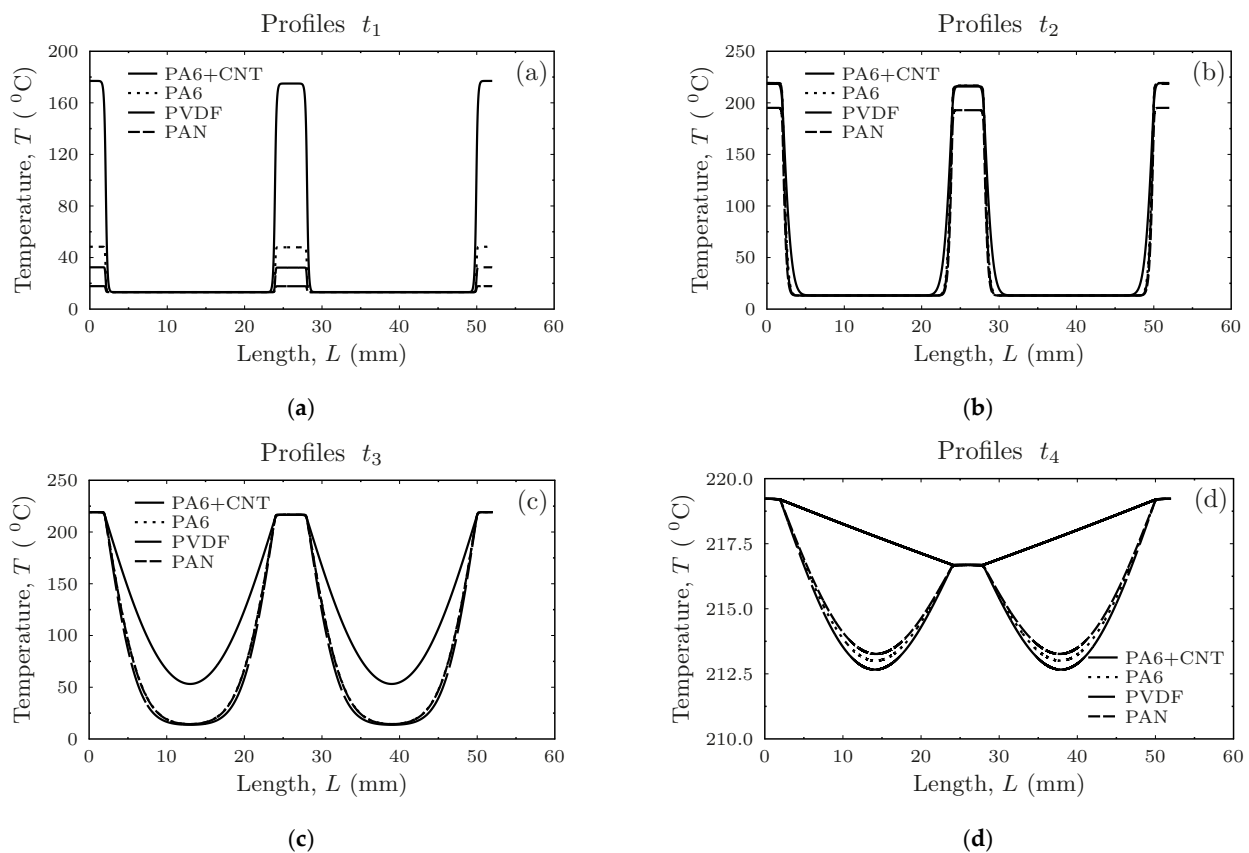 Profiles t1
Temperature, T ( 0C)
200
160
120
80
40
0
PA6+CNT
PA6
PVDF
PAN
(a)
0 10 20 30 40 50 60
Length, L (mm)
(a)
Profiles t2
Temperature, T ( 0C)
250
200
150
100
50
0
PA6+CNT
PA6
PVDF
PAN
(b)
0 10 20 30 40 50 60
Length, L (mm)
(b)
Profiles t3
Temperature, T ( 0C)
250
200
150
100
50
0
PA6+CNT
PA6
PVDF
PAN
(c)
0 10 20 30 40 50 60
Length, L (mm)
(c)
Profiles t4
Temperature, T ( 0C)
220.0
217.5
215.0
212.5
210.0
(d)
PA6+CNT
PA6
PVDF
PAN
0 10 20 30 40 50 60
Length, L (mm)
(d)